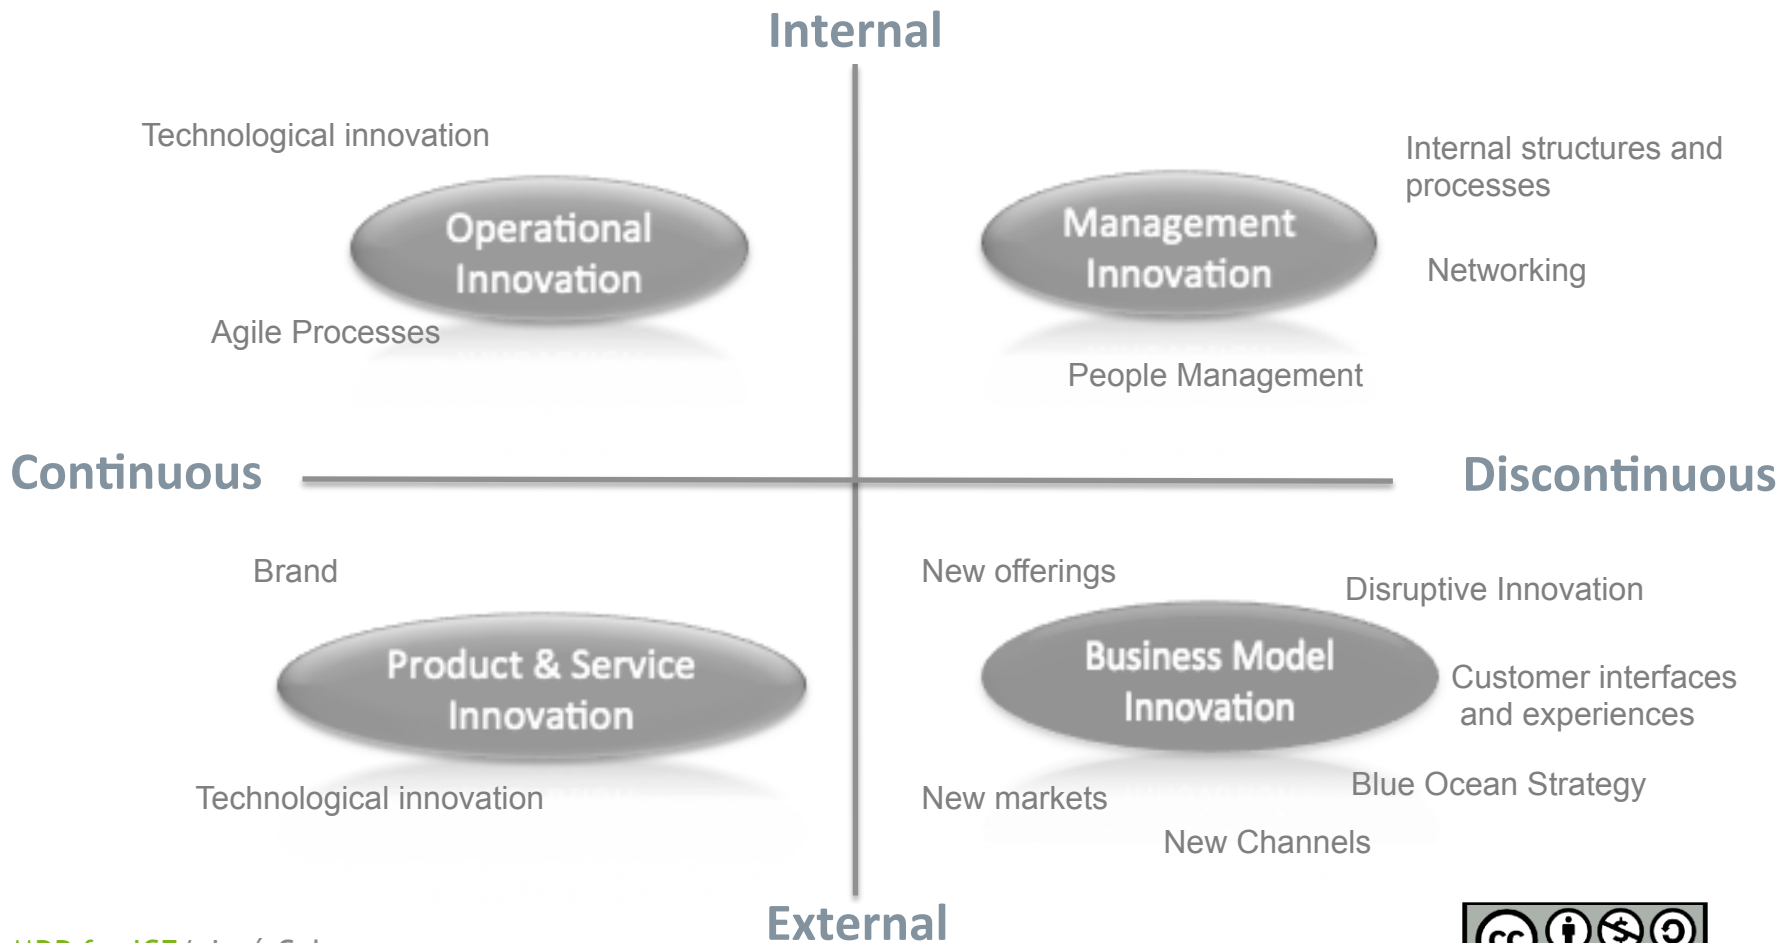 Internal
Technological innovation
Operational
Innovation
Agile Processes
Management
Innovation
Internal structures and
processes
Networking
People Management
Continuous
Discontinuous
Brand
Product & Service
Innovation
Technological innovation
New offerings
Disruptive Innovation
Business Model
Innovation
Customer interfaces
and experiences
New markets
Blue Ocean Strategy
New Channels
External
cc